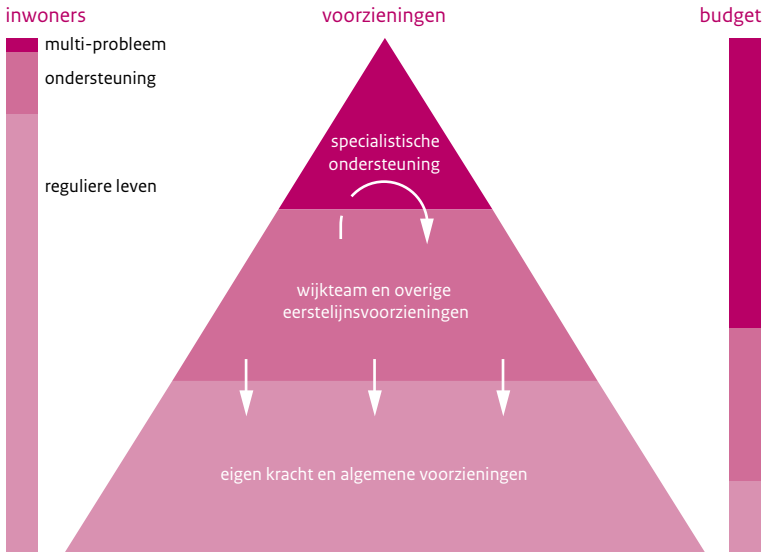 inwoners
voorzieningen
budget
multi-probleem
ondersteuning
reguliere leven
specialistische
ondersteuning
wijkteam en overige
eerstelijnsvoorzieningen
eigen kracht en algemene voorzieningen